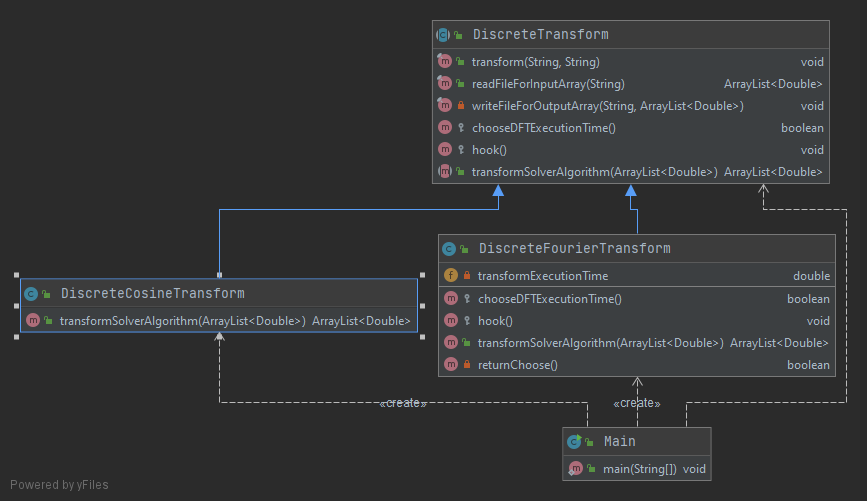 DiscreteTransform
transform(String, String) void
readFileForInputArray(String) ArrayList<Double>
writeFileForOutputArray(String, ArrayList<Double>) void
chooseDFTExecutionTime() boolean
hook() void
transformSolverAlgorithm(ArrayList<Double>) ArrayList<Double>
DiscreteFourierTransform
transformExecutionTime double
chooseDFTExecutionTime() boolean
hook() void
transformSolverAlgorithm(ArrayList<Double>) ArrayList<Double>
returnChoose() boolean
DiscreteCosineTransform
transformSolverAlgorithm(ArrayList<Double>) ArrayList<Double>
«create» «create»
Main
main(String[]) void
Powered by yFiles